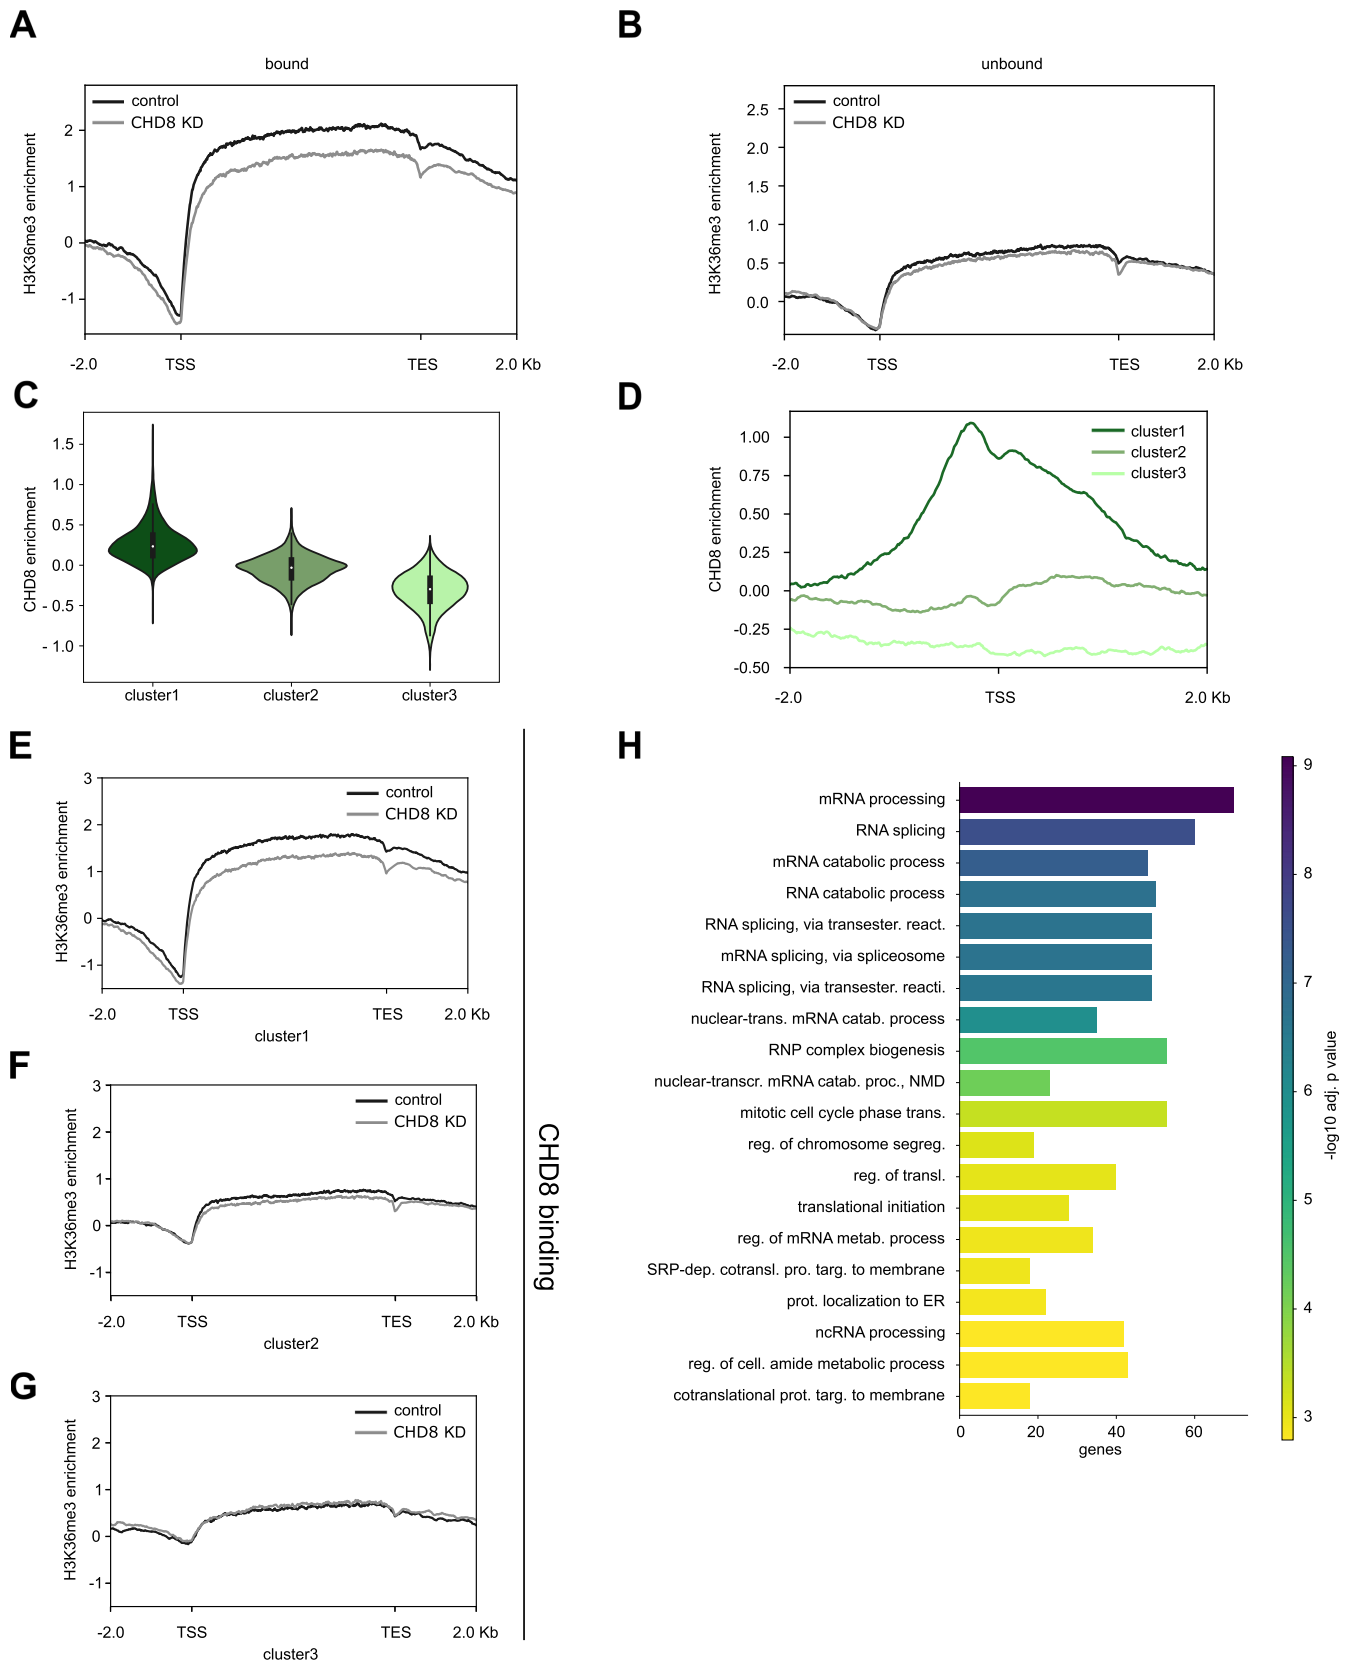 A
bound
control
CHD8 KD
H3K36me3 enrichment
2
1
0
-1
-2.0
TSS
TES
2.0 Kb
B
unbound
control
CHD8 KD
H3K36me3 enrichment
2.5
2.0
1.5
1.0
0.5
0.0
-2.0
TSS
TES
2.0 Kb
C
CHD8 enrichment
1.5
1.0
0.5
0.0
- 0.5
- 1.0
cluster1
cluster2
cluster3
D
CHD8 enrichment
1.00
0.75
0.50
0.25
0.00
-0.25
-0.50
cluster1
cluster2
cluster3
-2.0
TSS
2.0 Kb
E
H3K36me3 enrichment
3
2
1
0
-1
control
CHD8 KD
-2.0
TSS
TES
2.0 Kb
cluster1
F
H3K36me3 enrichment
3
2
1
0
-1
control
CHD8 KD
-2.0
TSS
TES
2.0 Kb
cluster2
G
H3K36me3 enrichment
3
2
1
0
-1
control
CHD8 KD
-2.0
TSS
TES
2.0 Kb
cluster3
CHD8 binding
H
mRNA processing
RNA splicing
mRNA catabolic process
RNA catabolic process
RNA splicing, via transester. react.
mRNA splicing, via spliceosome
RNA splicing, via transester. reacti.
nuclear-trans. mRNA catab. process
RNP complex biogenesis
nuclear-transcr. mRNA catab. proc., NMD
mitotic cell cycle phase trans.
reg. of chromosome segreg.
reg. of transl.
translational initiation
reg. of mRNA metab. process
SRP-dep. cotransl. pro. targ. to membrane
prot. localization to ER
ncRNA processing
reg. of cell. amide metabolic process
cotranslational prot. targ. to membrane
0
20
40
60
genes
9
8
7
6
5
4
3
-log10 adj. p value